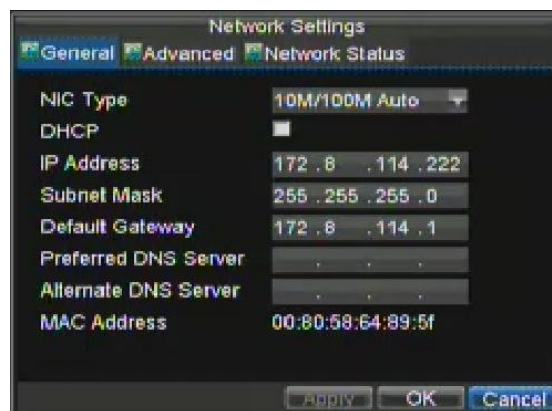 Network Settings
General Advanced Network Status
NIC Type 10M/100M Auto
DHCP
IP Address 172 .8 .114 .222
Subnet Mask 255 .255 .255 .0
Default Gateway 172 .8 .114 .1
Preferred DNS Server . . .
Alternate DNS Server . . .
MAC Address 00:80:58:64:89:5f
Apply OK Cancel